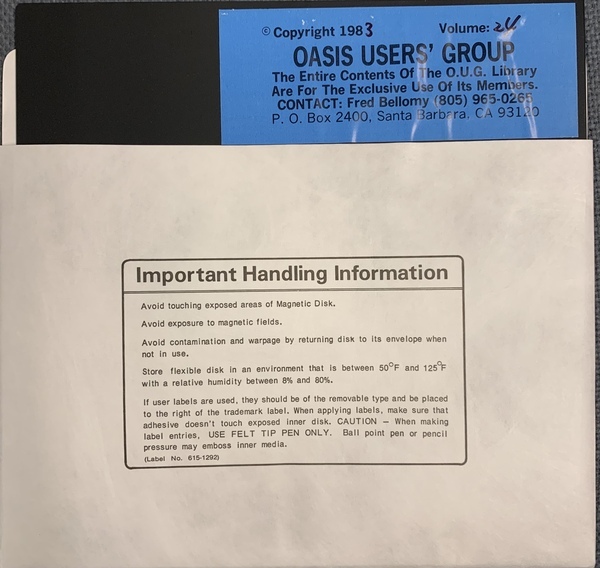 © Copyright 1983 Volume:
OASIS USERS' GROUP
The Entire Contents Of The O.U.G. Library
Are For The Exclusive Use Of Its Members.
CONTACT: Fred Bellomy (805) 965-0265
P. O. Box 2400, Santa Barbara, CA 93120
Important Handling Information
Avoid touching exposed areas of Magnetic Disk.
Avoid exposure to magnetic fields.
Avoid contamination and warpage by returning disk to its envelope when
not in use.
Store flexible disk in an environment that is between 50°F and 125°F
with a relative humidity between 8% and 80%.
If user labels are used, they should be of the removable type and be placed
to the right of the trademark label. When applying labels, make sure that
adhesive doesn't touch exposed inner disk. CAUTION — When making
label entries, USE FELT TIP PEN ONLY. Ball point pen or pencil
pressure may emboss inner media.
(Label No. 615-1292)